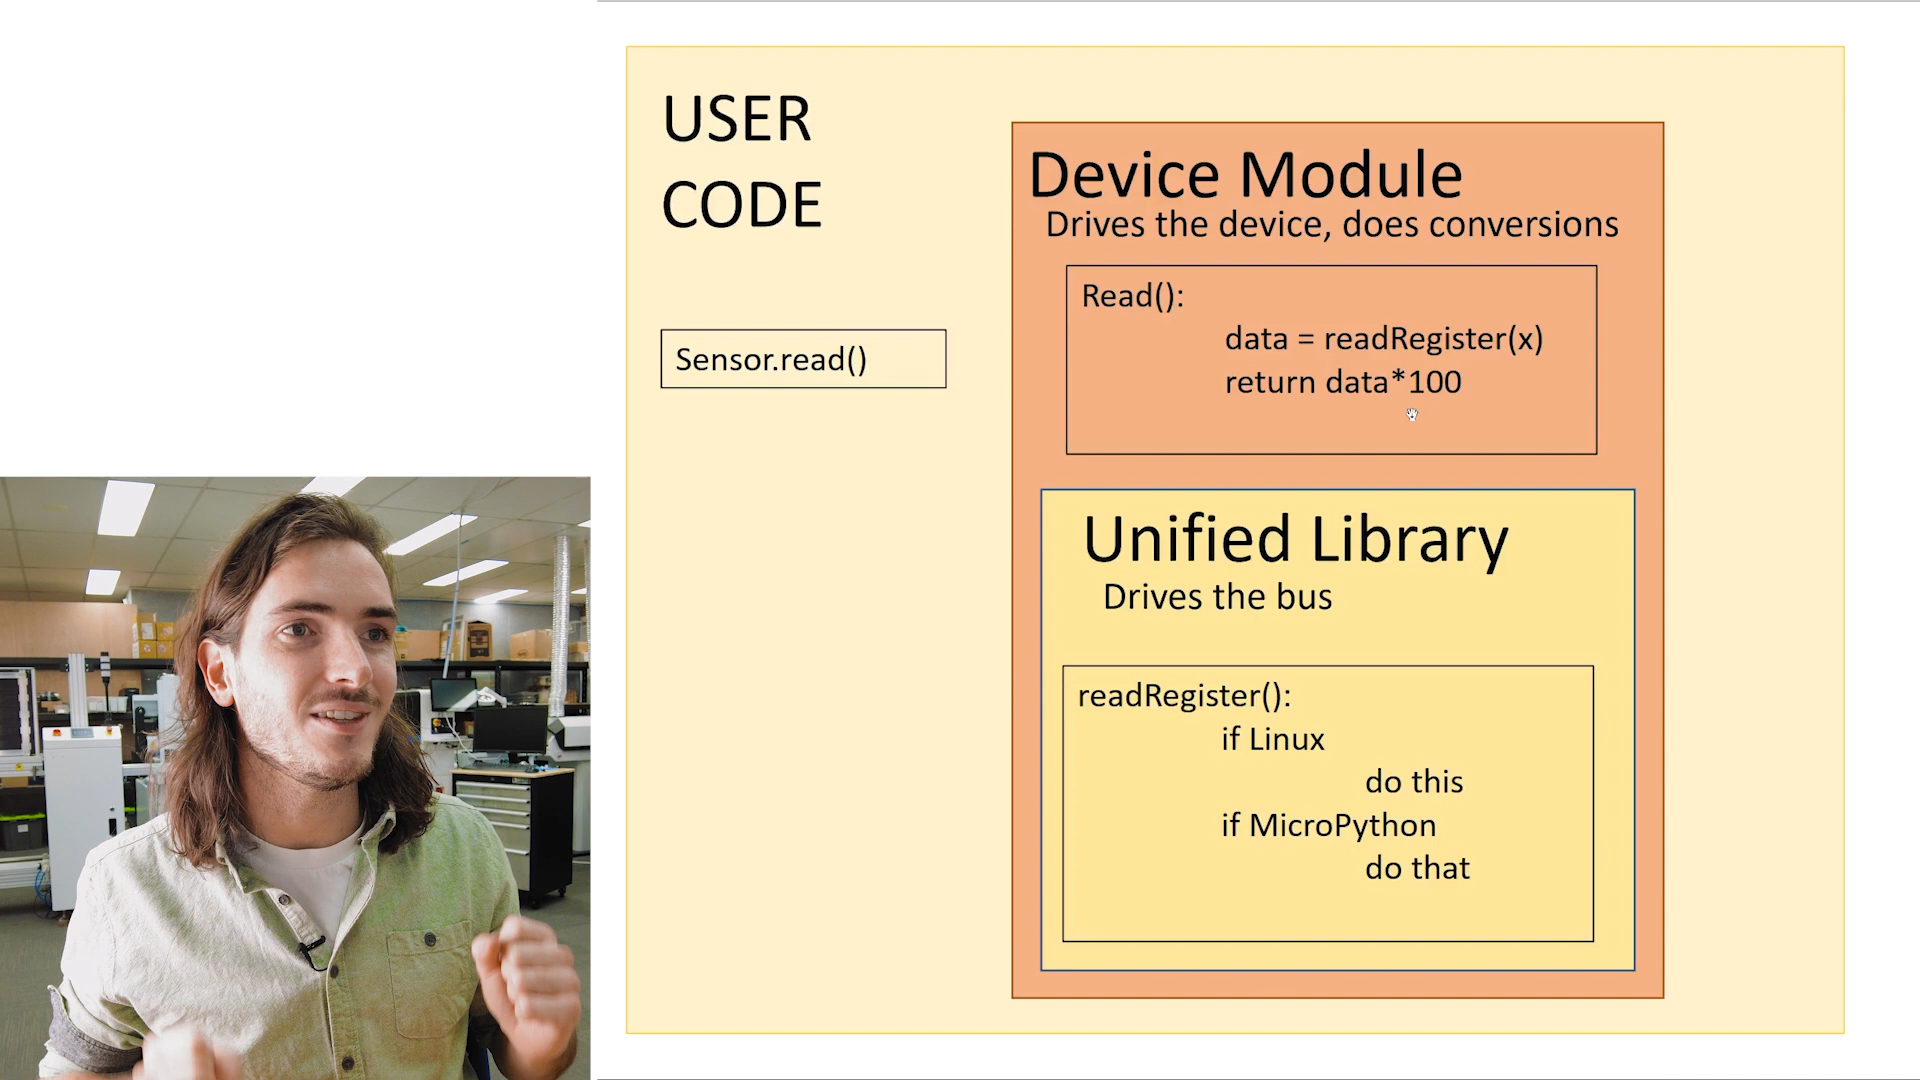 USER
CODE
Sensor.read()
Device Module
Drives the device, does conversions
Read():
data = readRegister(x)
return data*100
Unified Library
Drives the bus
readRegister():
if Linux
do this
if MicroPython
do that